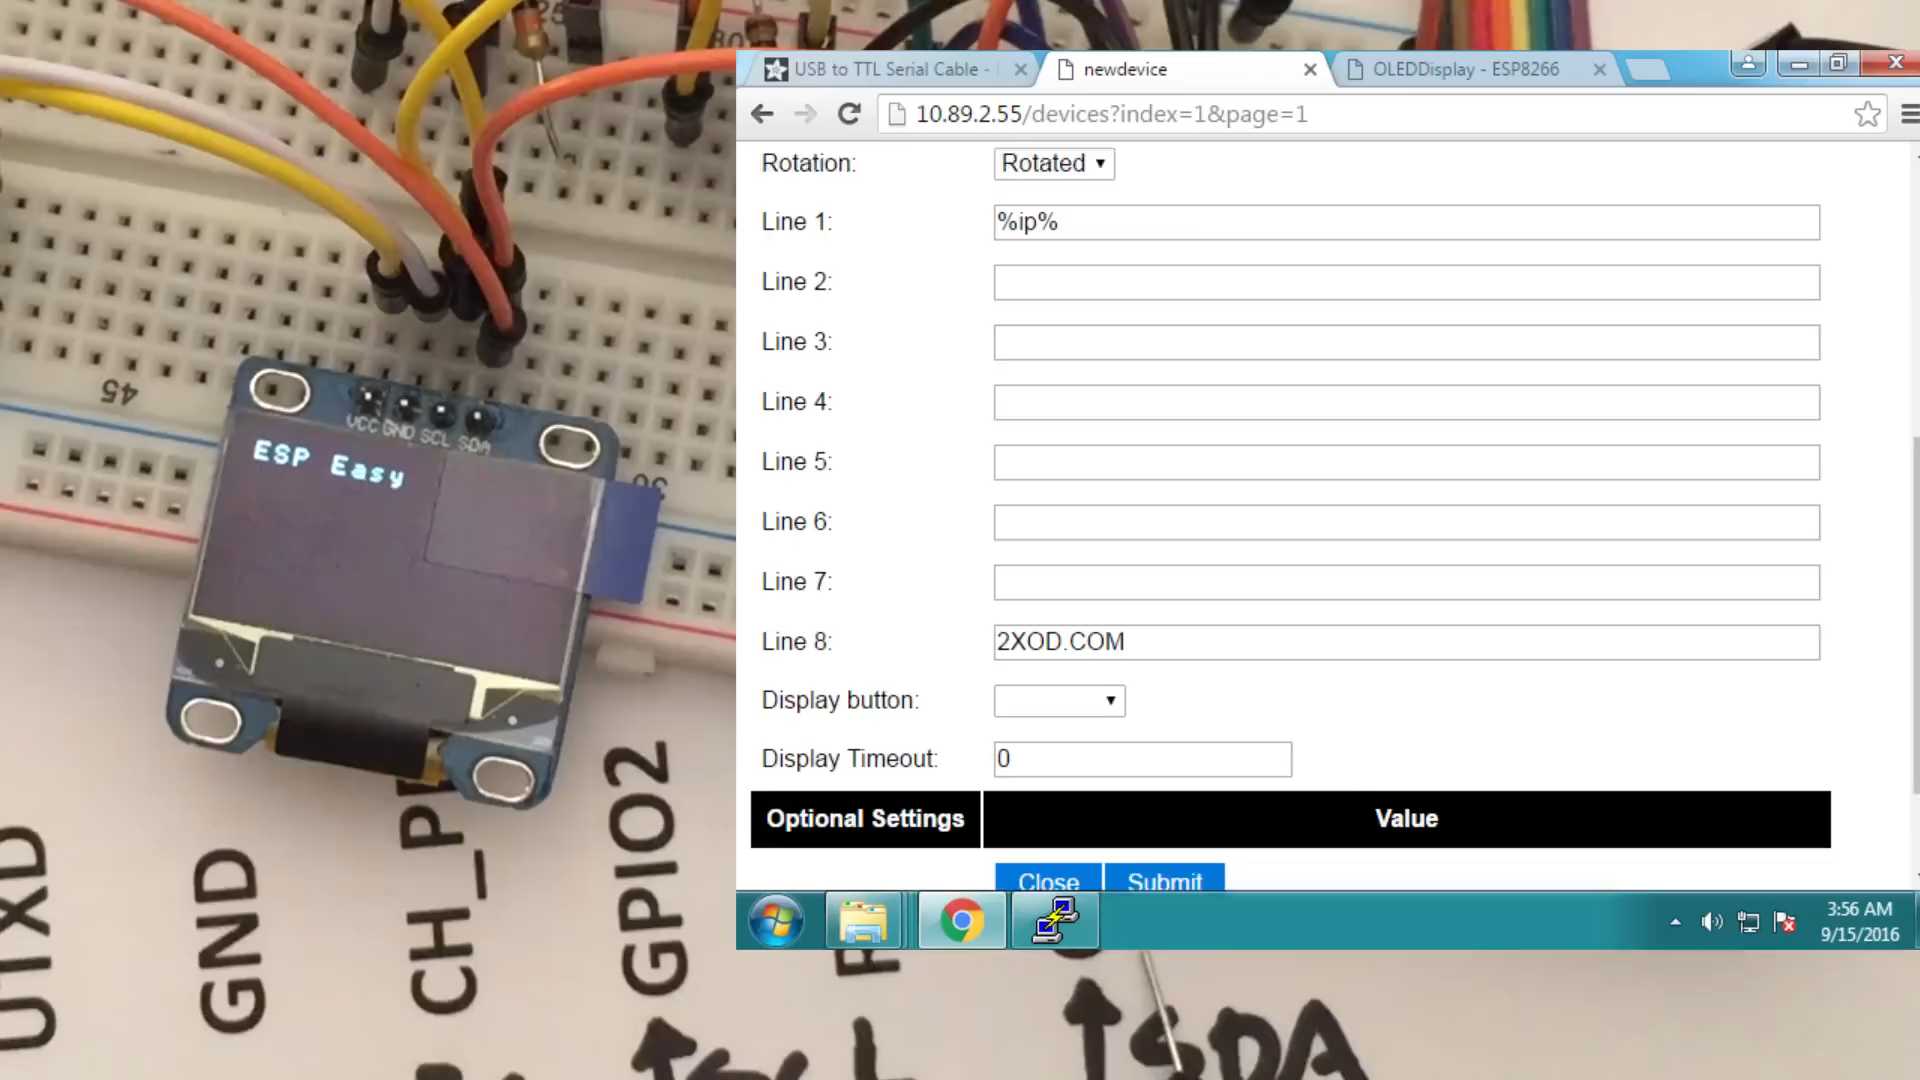 45
VCC GND SCL SDA
ESP Easy
U1XD
GND
CH_P
GPIO2
SDA
USB to TTL Serial Cable -
newdevice
OLEDDisplay - ESP8266
10.89.2.55/devices?index=1&page=1
Rotation:
Rotated
Line 1:
%ip%
Line 2:
Line 3:
Line 4:
Line 5:
Line 6:
Line 7:
Line 8:
2XOD.COM
Display button:
Display Timeout:
0
Optional Settings
Value
Close
Submit
3:56 AM
9/15/2016